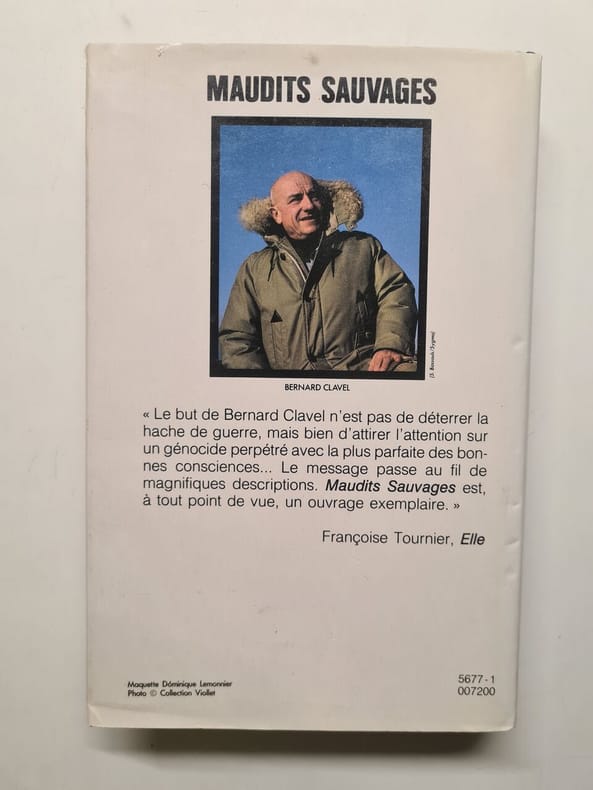 MAUDITS SAUVAGES
BERNARD CLAVEL
« Le but de Bernard Clavel n'est pas de déterrer la
hache de guerre, mais bien d'attirer l'attention sur
un génocide perpétré avec la plus parfaite des bon-
nes consciences... Le message passe au fil de
magnifiques descriptions. Maudits Sauvages est,
à tout point de vue, un ouvrage exemplaire. »
Françoise Tournier, Elle
Maquette Dóminique Lemonnier
Photo © Collection Viollet
5677-1
007200